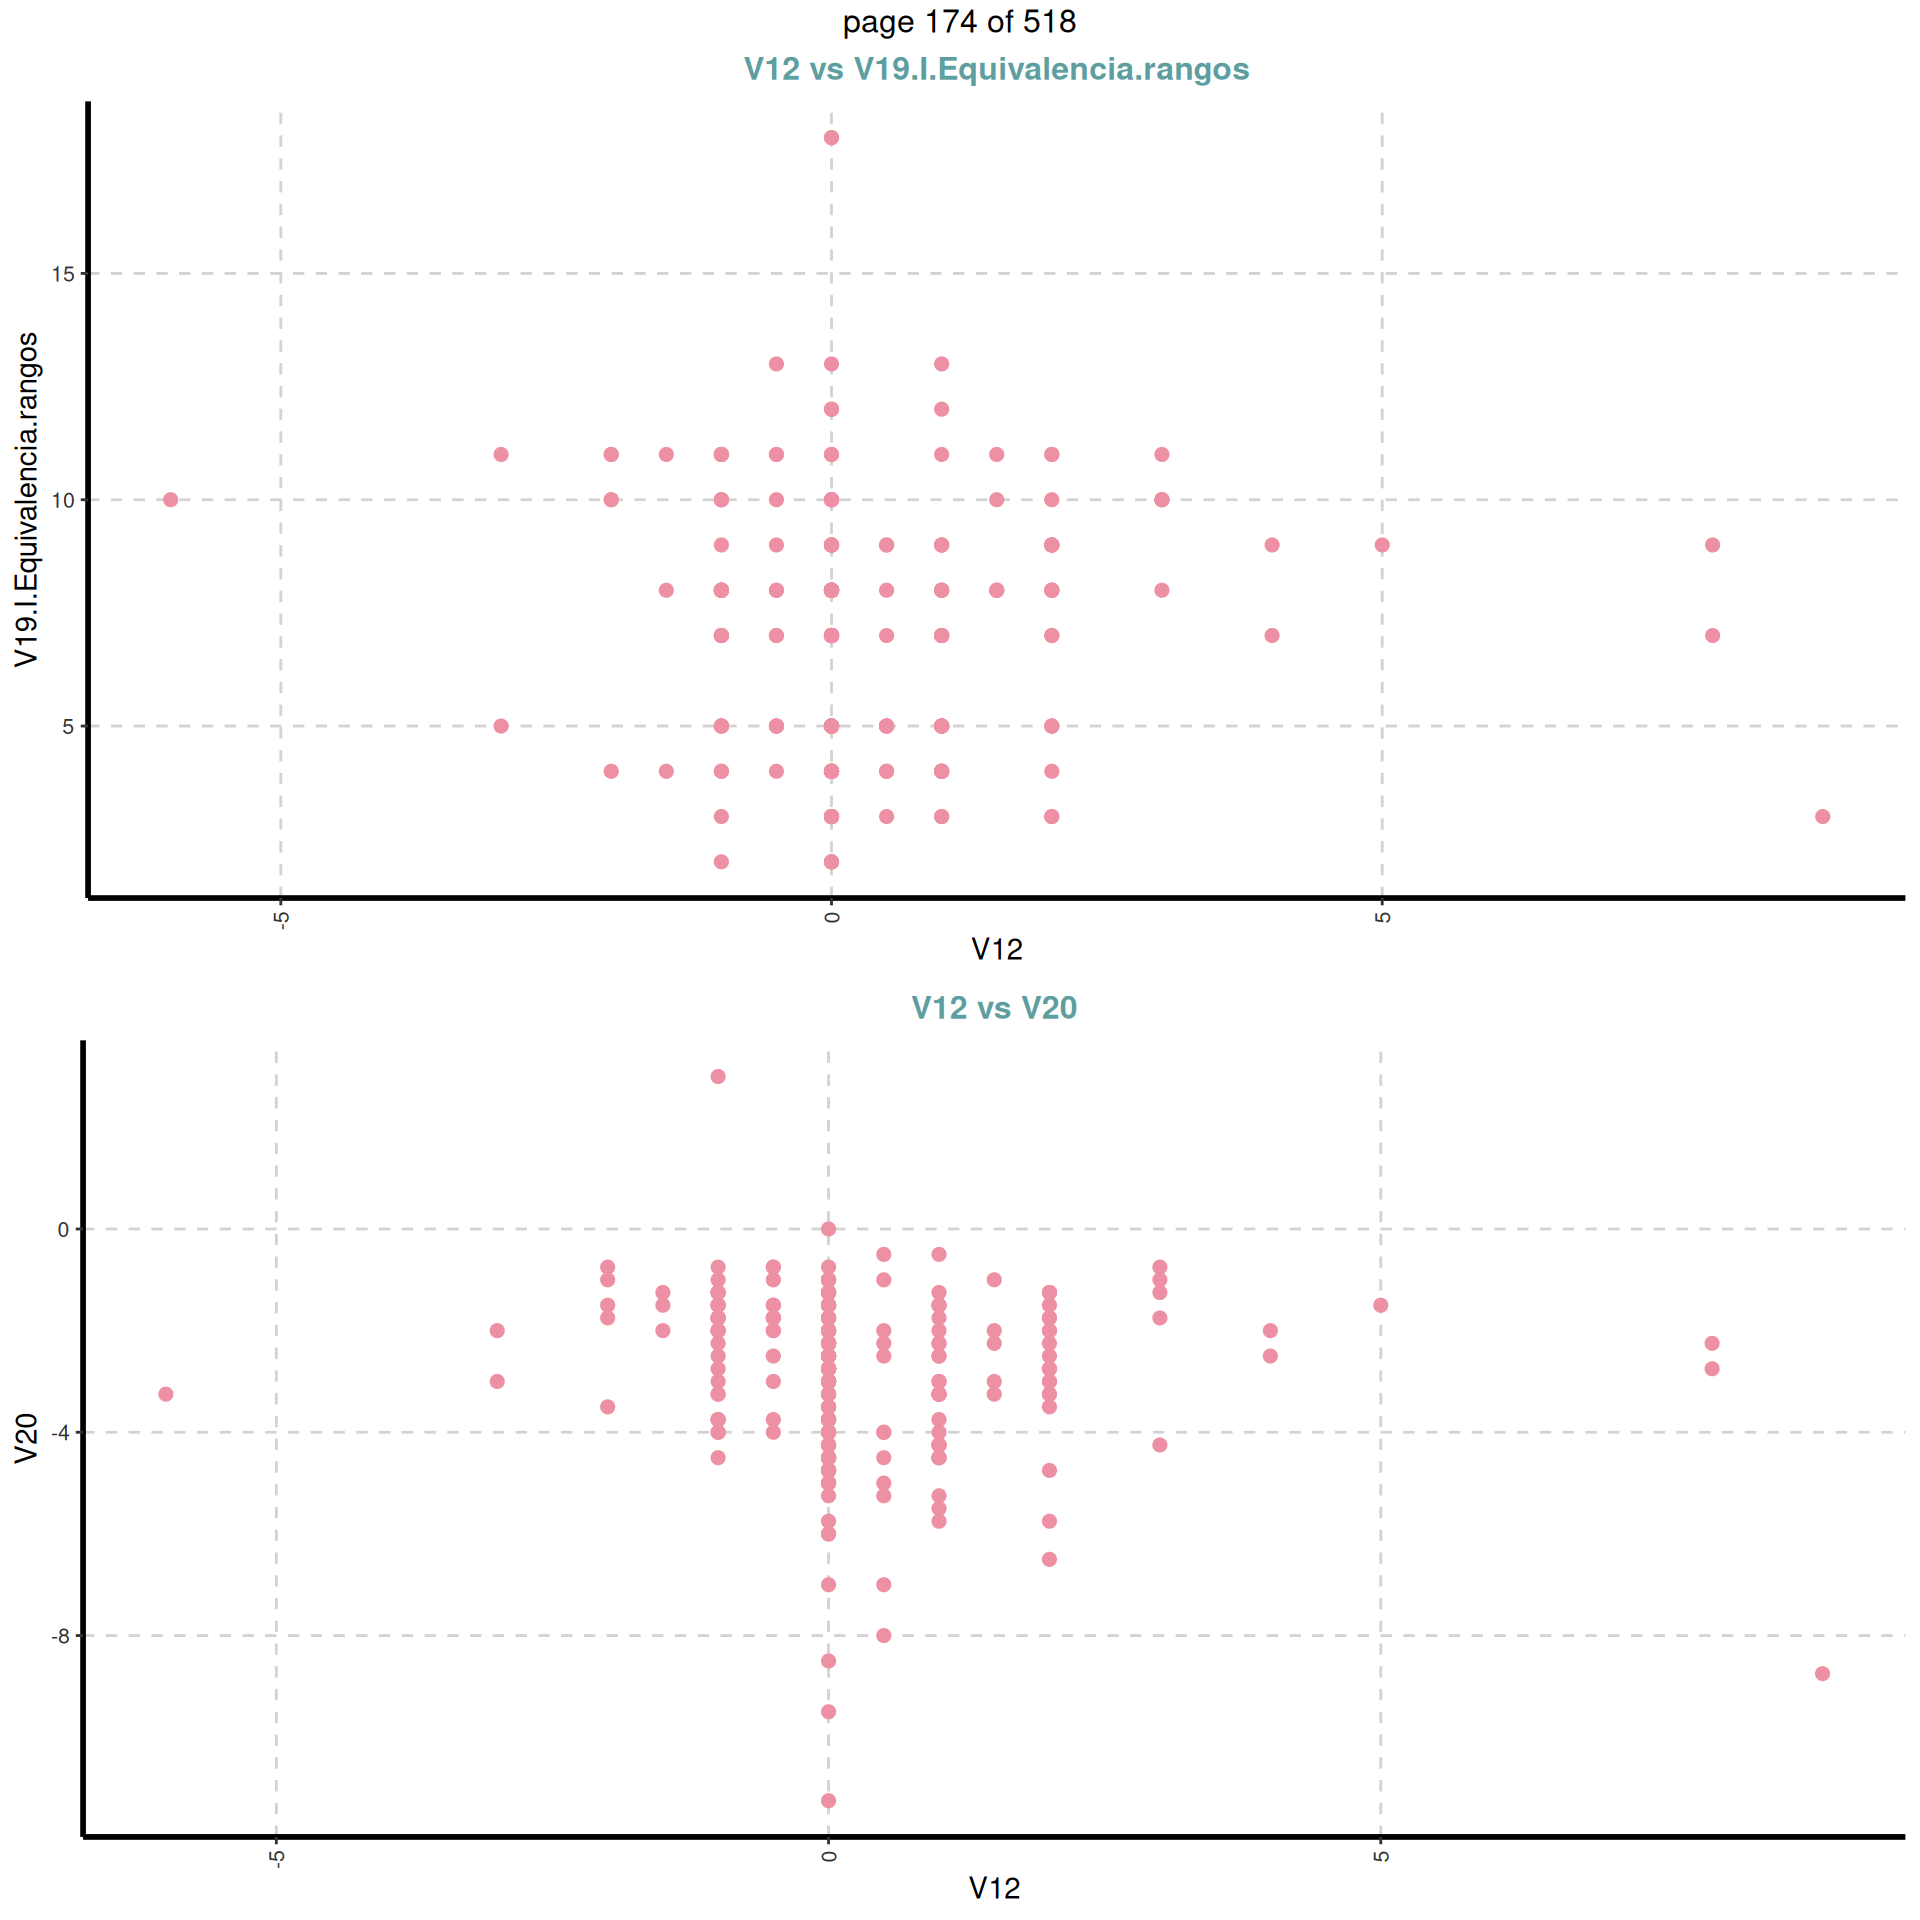 page 174 of 518
V12 vs V19.I.Equivalencia.rangos
V19.I.Equivalencia.rangos
15
10
5
-5
0
5
V12
V12 vs V20
V20
0
-4
-8
-5
0
5
V12